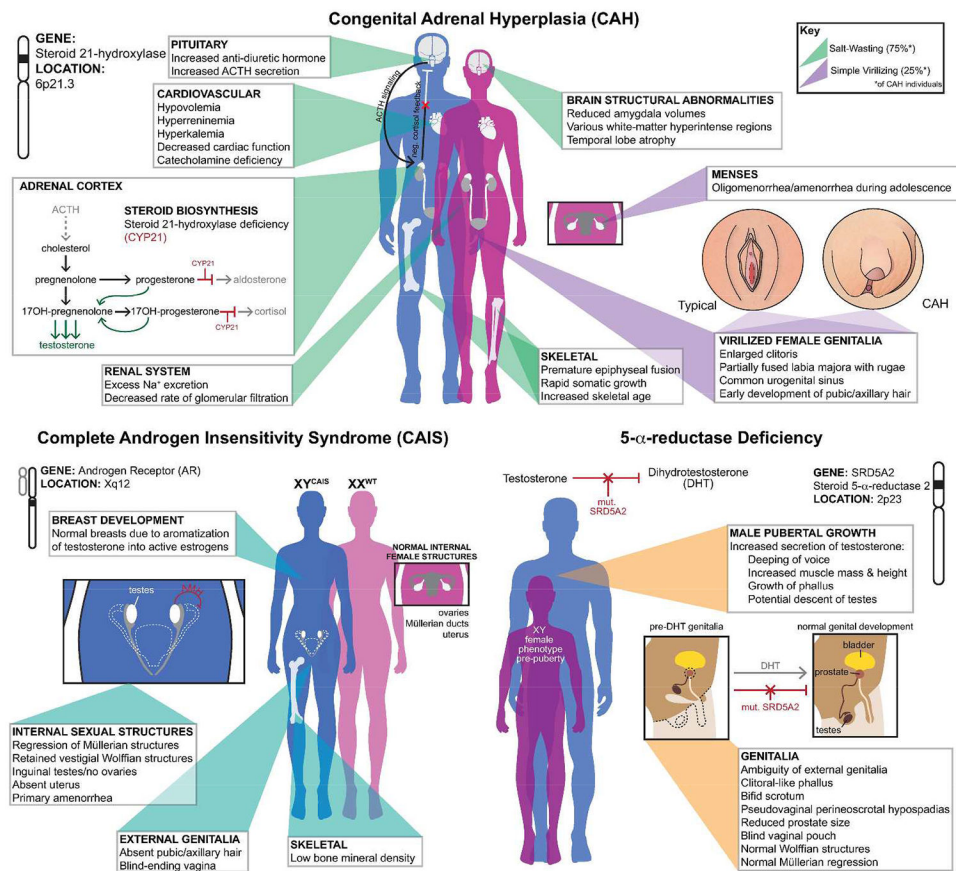 Congenital Adrenal Hyperplasia (CAH)
GENE:
Steroid 21-hydroxylase
LOCATION:
6p21.3
PITUITARY
Increased anti-diuretic hormone
Increased ACTH secretion
CARDIOVASCULAR
Hypovolemia
Hyperreninemia
Hyperkalemia
Decreased cardiac function
Catecholamine deficiency
ACTH signaling
neg. cortisol feedback
Key
Salt-Wasting (75%*)
Simple Virilizing (25%*)
*of CAH individuals
BRAIN STRUCTURAL ABNORMALITIES
Reduced amygdala volumes
Various white-matter hyperintense regions
Temporal lobe atrophy
MENSES
Oligomenorrhea/amenorrhea during adolescence
ADRENAL CORTEX
ACTH
STEROID BIOSYNTHESIS
Steroid 21-hydroxylase deficiency
(CYP21)
cholesterol
CYP21
pregnenolone
progesterone
aldosterone
17OH-pregnenolone
17OH-progesterone
cortisol
CYP21
testosterone
Typical
CAH
RENAL SYSTEM
Excess Na⁺ excretion
Decreased rate of glomerular filtration
SKELETAL
Premature epiphyseal fusion
Rapid somatic growth
Increased skeletal age
VIRILIZED FEMALE GENITALIA
Enlarged clitoris
Partially fused labia majora with rugae
Common urogenital sinus
Early development of pubic/axillary hair
Complete Androgen Insensitivity Syndrome (CAIS)
GENE: Androgen Receptor (AR)
LOCATION: Xq12
XY^CAIS
XX^WT
BREAST DEVELOPMENT
Normal breasts due to aromatization
of testosterone into active estrogens
NORMAL INTERNAL
FEMALE STRUCTURES
ovaries
Müllerian ducts
uterus
testes
AMH
INTERNAL SEXUAL STRUCTURES
Regression of Müllerian structures
Retained vestigial Wolffian structures
Inguinal testes/no ovaries
Absent uterus
Primary amenorrhea
EXTERNAL GENITALIA
Absent pubic/axillary hair
Blind-ending vagina
SKELETAL
Low bone mineral density
5-α-reductase Deficiency
Testosterone
Dihydrotestosterone
(DHT)
mut.
SRD5A2
GENE: SRD5A2
Steroid 5-α-reductase 2
LOCATION: 2p23
MALE PUBERTAL GROWTH
Increased secretion of testosterone:
Deeping of voice
Increased muscle mass & height
Growth of phallus
Potential descent of testes
XY
female
phenotype
pre-puberty
pre-DHT genitalia
normal genital development
DHT
mut. SRD5A2
bladder
prostate
testes
GENITALIA
Ambiguity of external genitalia
Clitoral-like phallus
Bifid scrotum
Pseudovaginal perineoscrotal hypospadias
Reduced prostate size
Blind vaginal pouch
Normal Wolffian structures
Normal Müllerian regression